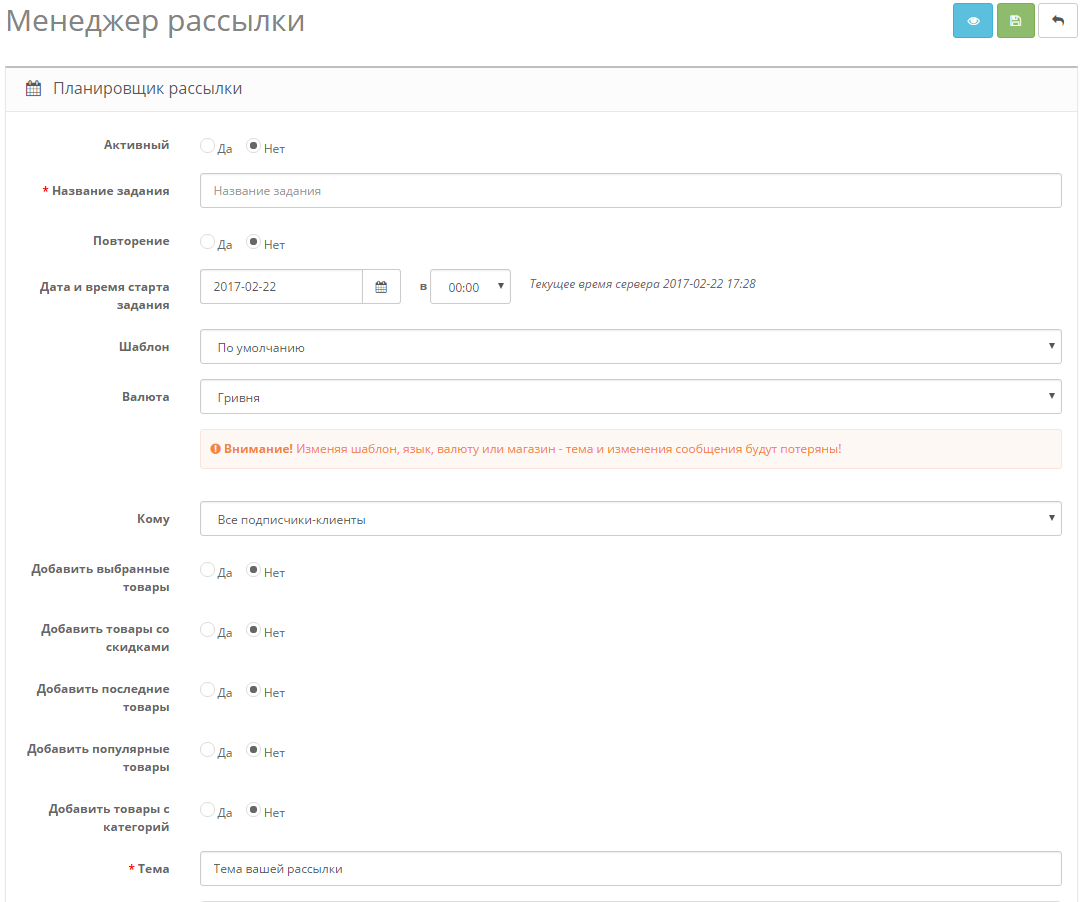 Менеджер рассылки
Планировщик рассылки
Активный
Да Нет
* Название задания
Название задания
Повторение
Да Нет
Дата и время старта
задания
2017-02-22 в 00:00 Текущее время сервера 2017-02-22 17:28
Шаблон
По умолчанию
Валюта
Гривня
Внимание! Изменяя шаблон, язык, валюту или магазин - тема и изменения сообщения будут потеряны!
Кому
Все подписчики-клиенты
Добавить выбранные
товары
Да Нет
Добавить товары со
скидками
Да Нет
Добавить последние
товары
Да Нет
Добавить популярные
товары
Да Нет
Добавить товары с
категорий
Да Нет
* Тема
Тема вашей рассылки